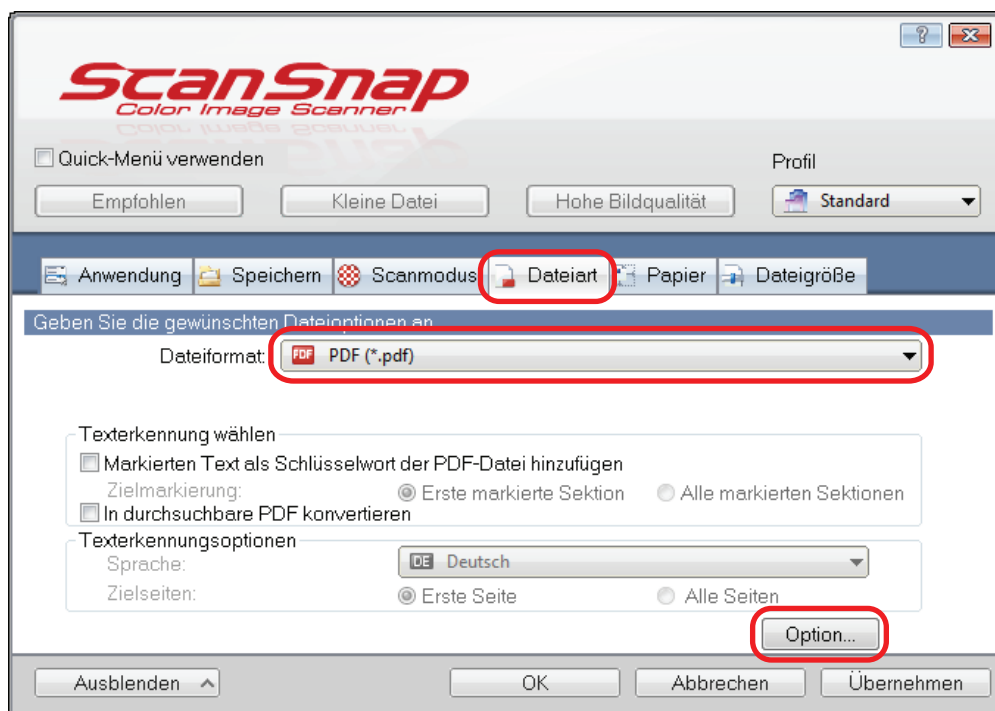 ScanSnap
Color Image Scanner
Quick-Menü verwenden
Profil
Empfohlen Kleine Datei Hohe Bildqualität Standard
Anwendung Speichern Scanmodus Dateiart Papier Dateigröße
Geben Sie die gewünschten Dateioptionen an
Dateiformat: PDF PDF (*.pdf)
Texterkennung wählen
Markierten Text als Schlüsselwort der PDF-Datei hinzufügen
Zielmarkierung: Erste markierte Sektion Alle markierten Sektionen
In durchsuchbare PDF konvertieren
Texterkennungsoptionen
Sprache: DE Deutsch
Zielseiten: Erste Seite Alle Seiten
Option...
Ausblenden OK Abbrechen Übernehmen